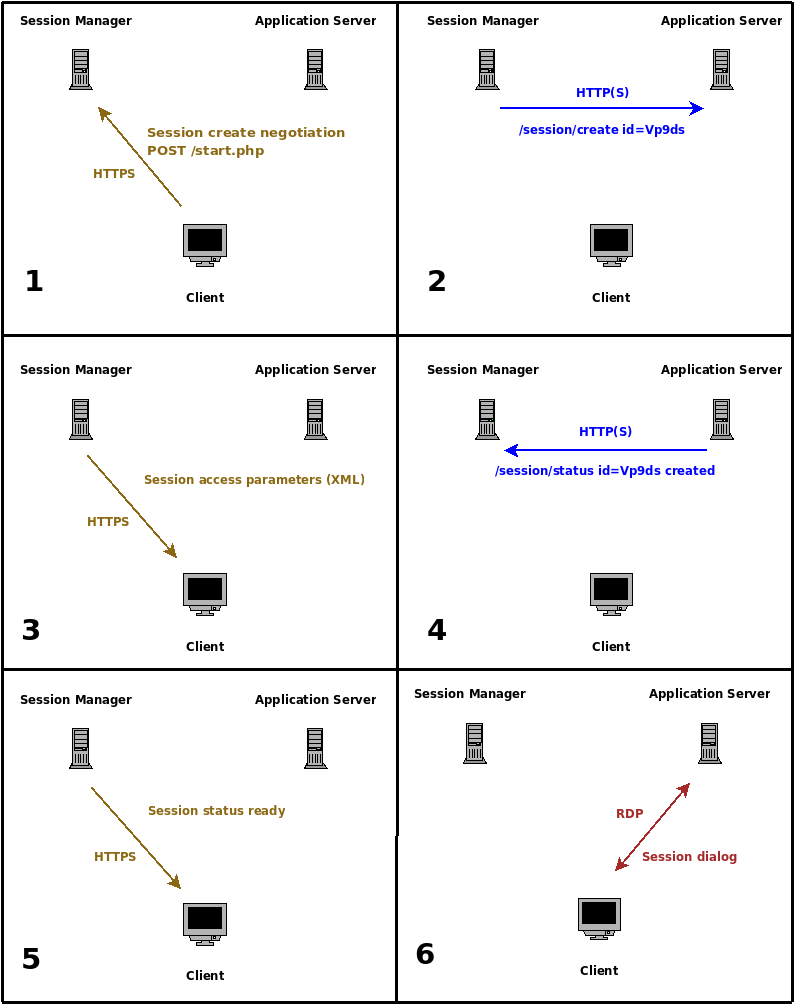 Session Manager
Application Server
Session create negotiation
POST /start.php
HTTPS
1
Client
Session Manager
Application Server
HTTP(S)
/session/create id=Vp9ds
2
Client
Session Manager
Application Server
Session access parameters (XML)
HTTPS
3
Client
Session Manager
Application Server
HTTP(S)
/session/status id=Vp9ds created
4
Client
Session Manager
Application Server
Session status ready
HTTPS
5
Client
Session Manager
Application Server
RDP
Session dialog
6
Client